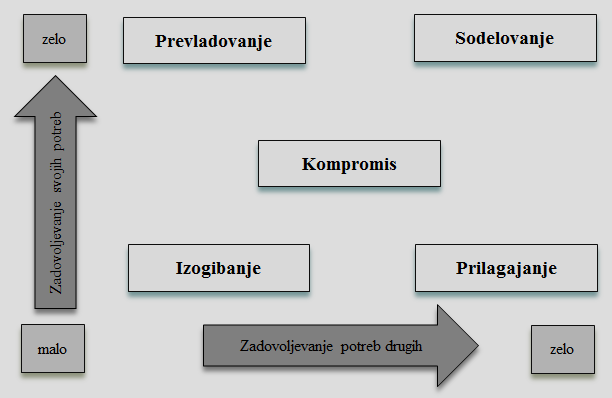 zelo
Prevladovanje
Sodelovanje
Zadovoljevanje svojih potreb
Kompromis
Izogibanje
Prilagajanje
malo
Zadovoljevanje potreb drugih
zelo